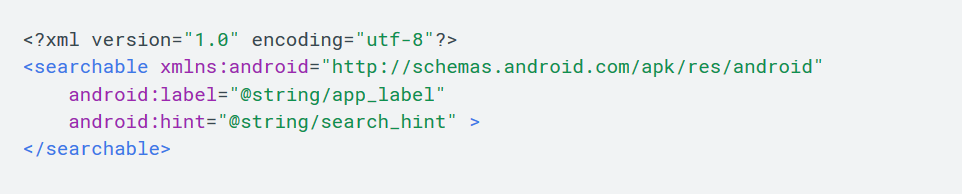 <?xml version="1.0" encoding="utf-8"?>
<searchable xmlns:android="http://schemas.android.com/apk/res/android"
    android:label="@string/app_label"
    android:hint="@string/search_hint" >
</searchable>